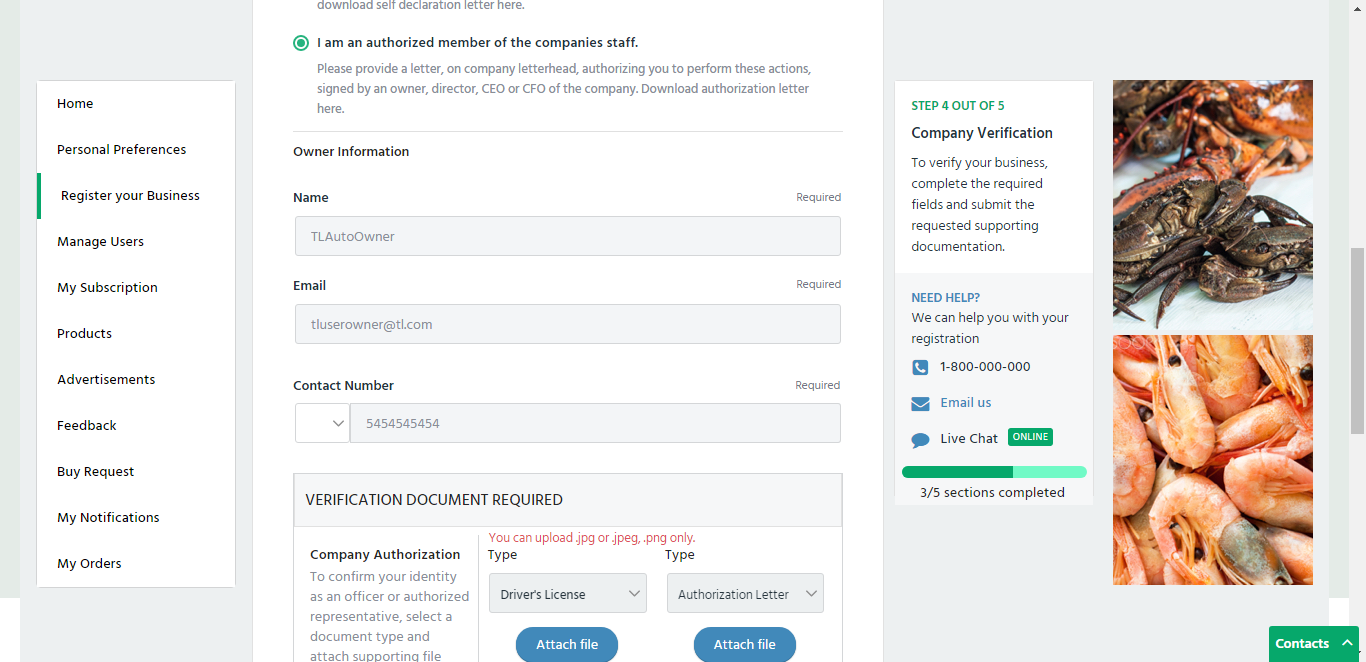 download self declaration letter here.
I am an authorized member of the companies staff.
Please provide a letter, on company letterhead, authorizing you to perform these actions,
signed by an owner, director, CEO or CFO of the company. Download authorization letter
here.
Home
Personal Preferences
Register your Business
Manage Users
My Subscription
Products
Advertisements
Feedback
Buy Request
My Notifications
My Orders
Owner Information
Name
Required
TLAutoOwner
Email
Required
tluserowner@tl.com
Contact Number
Required
5454545454
VERIFICATION DOCUMENT REQUIRED
Company Authorization
To confirm your identity
as an officer or authorized
representative, select a
document type and
attach supporting file
You can upload .jpg or .jpeg, .png only.
Type
Type
Driver's License
Authorization Letter
Attach file
Attach file
STEP 4 OUT OF 5
Company Verification
To verify your business,
complete the required
fields and submit the
requested supporting
documentation.
NEED HELP?
We can help you with your
registration
1-800-000-000
Email us
Live Chat
ONLINE
3/5 sections completed
Contacts